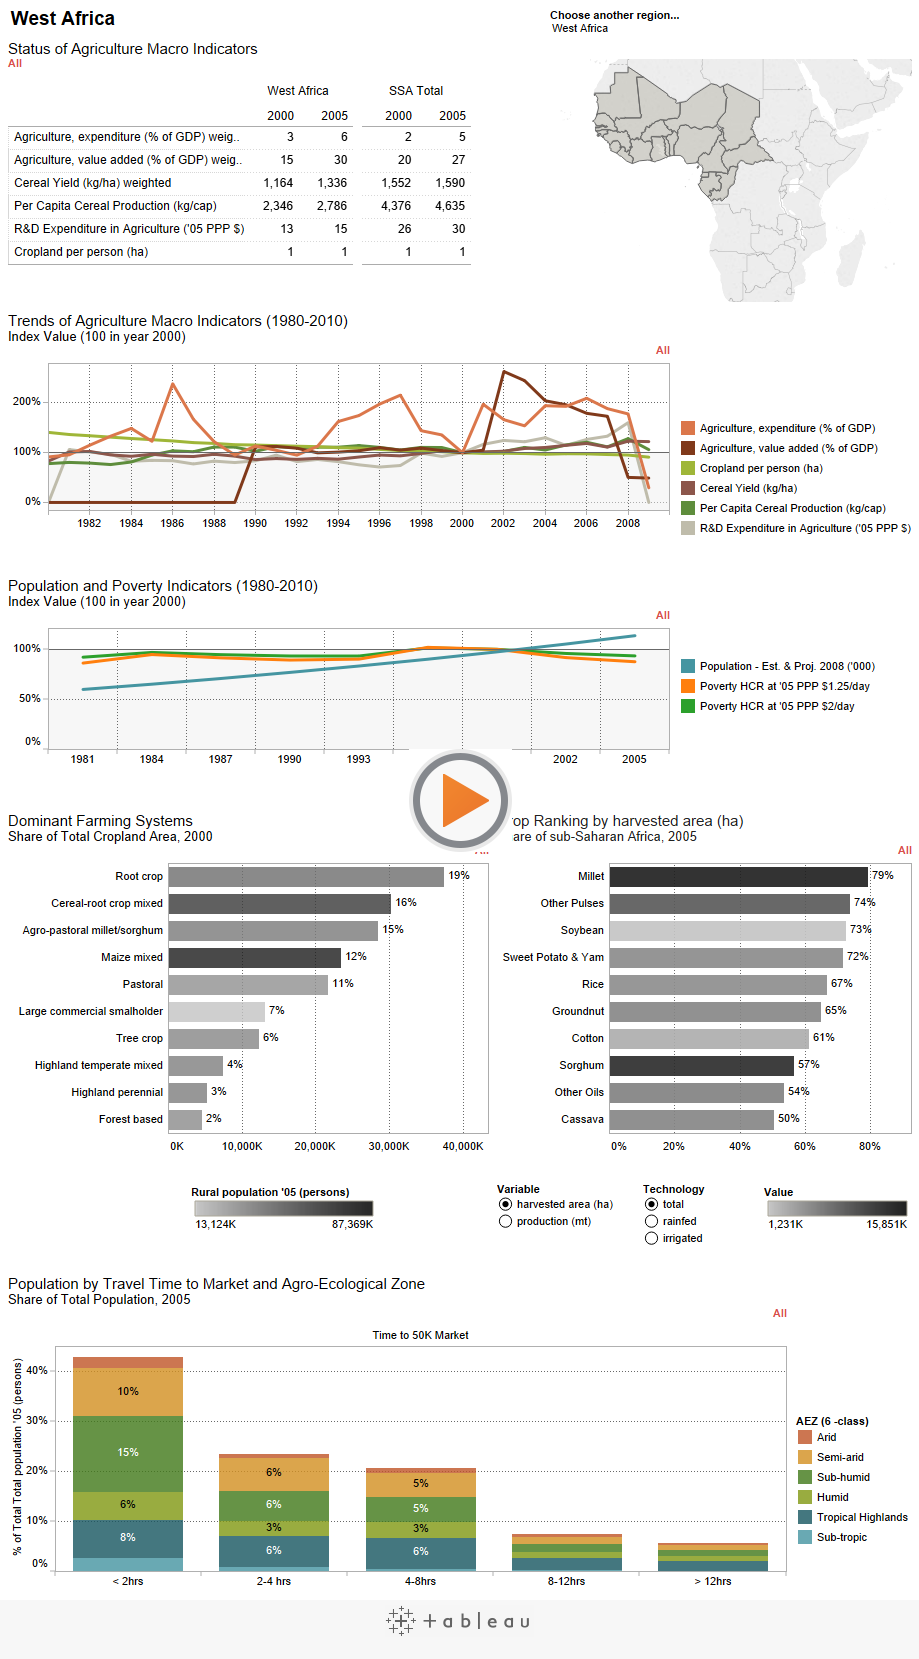 West Africa
Choose another region...
West Africa
Status of Agriculture Macro Indicators
All
West Africa SSA Total
2000 2005 2000 2005
Agriculture, expenditure (% of GDP) weig.. 3 6 2 5
Agriculture, value added (% of GDP) weig.. 15 30 20 27
Cereal Yield (kg/ha) weighted 1,164 1,336 1,552 1,590
Per Capita Cereal Production (kg/cap) 2,346 2,786 4,376 4,635
R&D Expenditure in Agriculture ('05 PPP $) 13 15 26 30
Cropland per person (ha) 1 1 1 1
Trends of Agriculture Macro Indicators (1980-2010)
Index Value (100 in year 2000)
All
200%
100%
0%
1982 1984 1986 1988 1990 1992 1994 1996 1998 2000 2002 2004 2006 2008
Agriculture, expenditure (% of GDP)
Agriculture, value added (% of GDP)
Cropland per person (ha)
Cereal Yield (kg/ha)
Per Capita Cereal Production (kg/cap)
R&D Expenditure in Agriculture ('05 PPP $)
Population and Poverty Indicators (1980-2010)
Index Value (100 in year 2000)
All
100%
50%
0%
1981 1984 1987 1990 1993 2002 2005
Population - Est. & Proj. 2008 ('000)
Poverty HCR at '05 PPP $1.25/day
Poverty HCR at '05 PPP $2/day
Dominant Farming Systems
Share of Total Cropland Area, 2000
Root crop 19%
Cereal-root crop mixed 16%
Agro-pastoral millet/sorghum 15%
Maize mixed 12%
Pastoral 11%
Large commercial smalholder 7%
Tree crop 6%
Highland temperate mixed 4%
Highland perennial 3%
Forest based 2%
0K 10,000K 20,000K 30,000K 40,000K
Rural population '05 (persons)
13,124K 87,369K
op Ranking by harvested area (ha)
are of sub-Saharan Africa, 2005
All
Millet 79%
Other Pulses 74%
Soybean 73%
Sweet Potato & Yam 72%
Rice 67%
Groundnut 65%
Cotton 61%
Sorghum 57%
Other Oils 54%
Cassava 50%
0% 20% 40% 60% 80%
Variable
harvested area (ha)
production (mt)
Technology
total
rainfed
irrigated
Value
1,231K 15,851K
Population by Travel Time to Market and Agro-Ecological Zone
Share of Total Population, 2005
All
Time to 50K Market
% of Total Total population '05 (persons)
40%
30%
20%
10%
0%
10%
15%
6%
8%
6%
6%
3%
6%
5%
5%
3%
6%
< 2hrs 2-4 hrs 4-8hrs 8-12hrs > 12hrs
AEZ (6 -class)
Arid
Semi-arid
Sub-humid
Humid
Tropical Highlands
Sub-tropic
+ableau